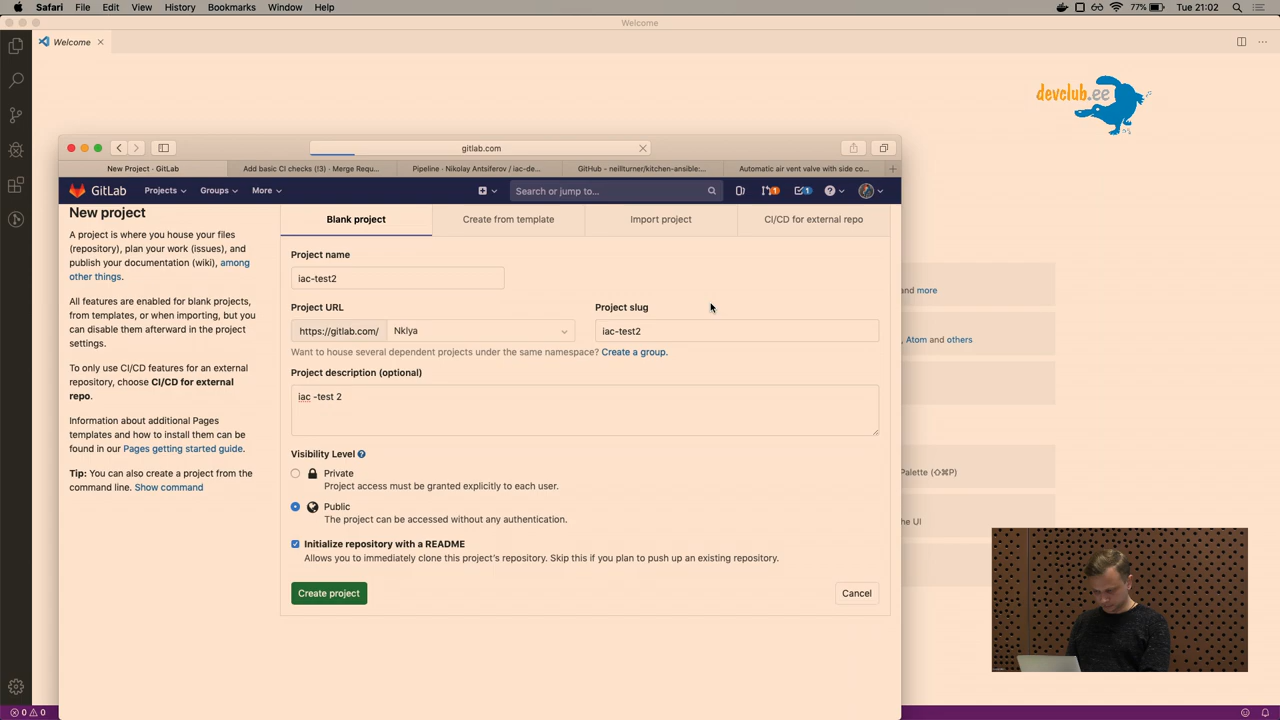 Safari File Edit View History Bookmarks Window Help
77% Tue 21:02
Welcome
Welcome
devclub.ee
gitlab.com
New Project · GitLab
Add basic CI checks (!3) · Merge Requ...
Pipeline · Nikolay Antsiferov / iac-de...
GitHub - neillturner/kitchen-ansible:...
Automatic air vent valve with side co...
GitLab Projects Groups More
Search or jump to...
1
1
New project
A project is where you house your files
(repository), plan your work (issues), and
publish your documentation (wiki), among
other things.
All features are enabled for blank projects,
from templates, or when importing, but you
can disable them afterward in the project
settings.
To only use CI/CD features for an external
repository, choose CI/CD for external
repo.
Information about additional Pages
templates and how to install them can be
found in our Pages getting started guide.
Tip: You can also create a project from the
command line. Show command
Blank project
Create from template
Import project
CI/CD for external repo
Project name
iac-test2
Project URL
Project slug
https://gitlab.com/
Nklya
iac-test2
Want to house several dependent projects under the same namespace? Create a group.
Project description (optional)
iac -test 2
Visibility Level
Private
Project access must be granted explicitly to each user.
Public
The project can be accessed without any authentication.
Initialize repository with a README
Allows you to immediately clone this project's repository. Skip this if you plan to push up an existing repository.
Create project
Cancel
and more
, Atom and others
Palette (⇧⌘P)
he UI
0 0